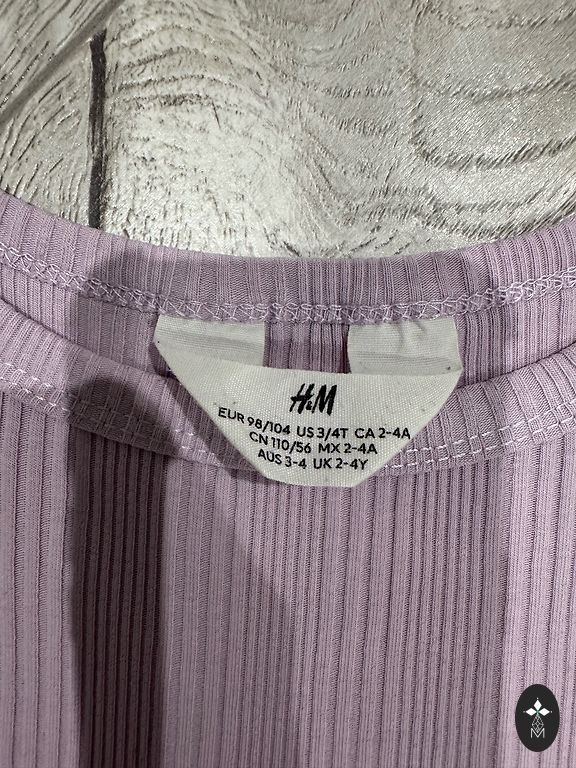 H&M
EUR 98/104 US 3/4T CA 2-4A
CN 110/56 MX 2-4A
AUS 3-4 UK 2-4Y
M